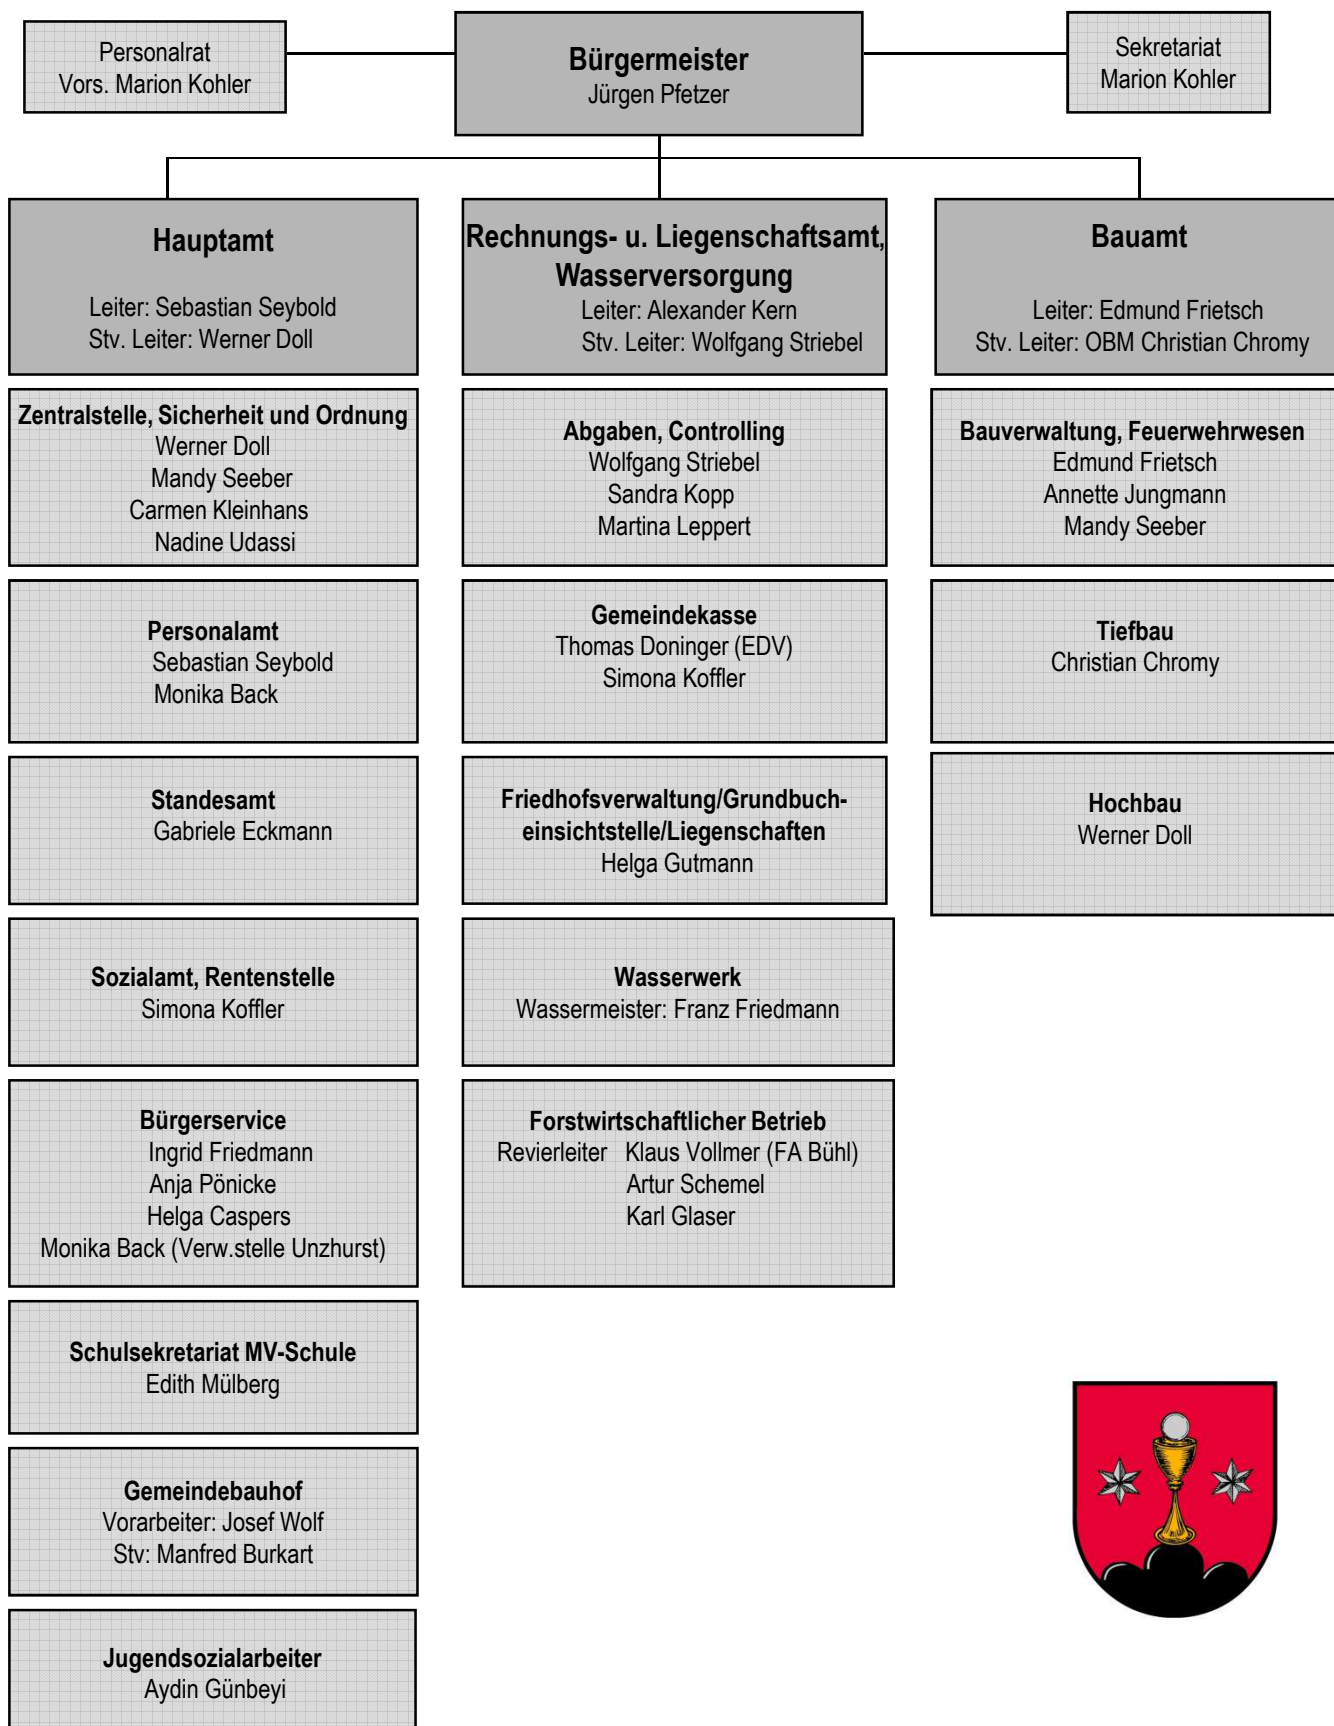 Personalrat
Vors. Marion Kohler
Bürgermeister
Jürgen Pfetzer
Sekretariat
Marion Kohler
Hauptamt
Leiter: Sebastian Seybold
Stv. Leiter: Werner Doll
Zentralstelle, Sicherheit und Ordnung
Werner Doll
Mandy Seeber
Carmen Kleinhans
Nadine Udassi
Personalamt
Sebastian Seybold
Monika Back
Standesamt
Gabriele Eckmann
Sozialamt, Rentenstelle
Simona Koffler
Bürgerservice
Ingrid Friedmann
Anja Pönicke
Helga Caspers
Monika Back (Verw.stelle Unzhurst)
Schulsekretariat MV-Schule
Edith Mülberg
Gemeindebauhof
Vorarbeiter: Josef Wolf
Stv: Manfred Burkart
Jugendsozialarbeiter
Aydin Günbeyi
Rechnungs- u. Liegenschaftsamt,
Wasserversorgung
Leiter: Alexander Kern
Stv. Leiter: Wolfgang Striebel
Abgaben, Controlling
Wolfgang Striebel
Sandra Kopp
Martina Leppert
Gemeindekasse
Thomas Doninger (EDV)
Simona Koffler
Friedhofsverwaltung/Grundbuch-
einsichtstelle/Liegenschaften
Helga Gutmann
Wasserwerk
Wassermeister: Franz Friedmann
Forstwirtschaftlicher Betrieb
Revierleiter Klaus Vollmer (FA Bühl)
Artur Schemel
Karl Glaser
Bauamt
Leiter: Edmund Frietsch
Stv. Leiter: OBM Christian Chromy
Bauverwaltung, Feuerwehrwesen
Edmund Frietsch
Annette Jungmann
Mandy Seeber
Tiefbau
Christian Chromy
Hochbau
Werner Doll